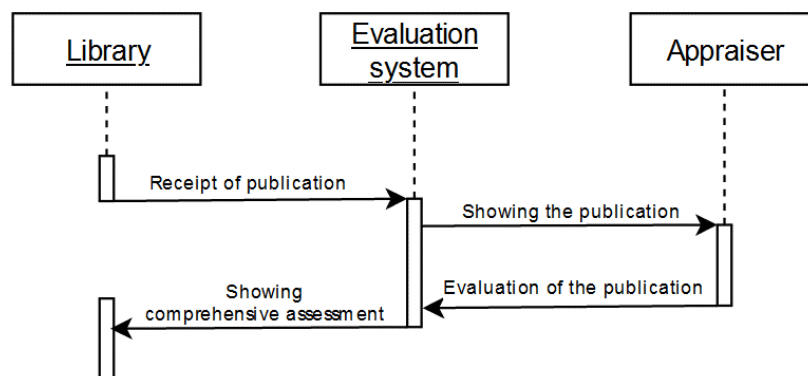 Library
Evaluation
system
Appraiser
Receipt of publication
Showing the publication
Evaluation of the publication
Showing
comprehensive assessment